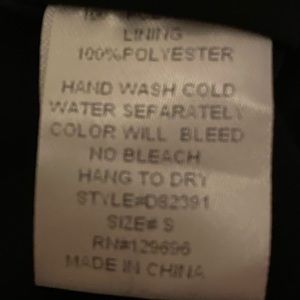 LINING
100%POLYESTER
HAND WASH COLD
WATER SEPARATELY
COLOR WILL BLEED
NO BLEACH
HANG TO DRY
STYLE#D82391
SIZE# S
RN#129696
MADE IN CHINA